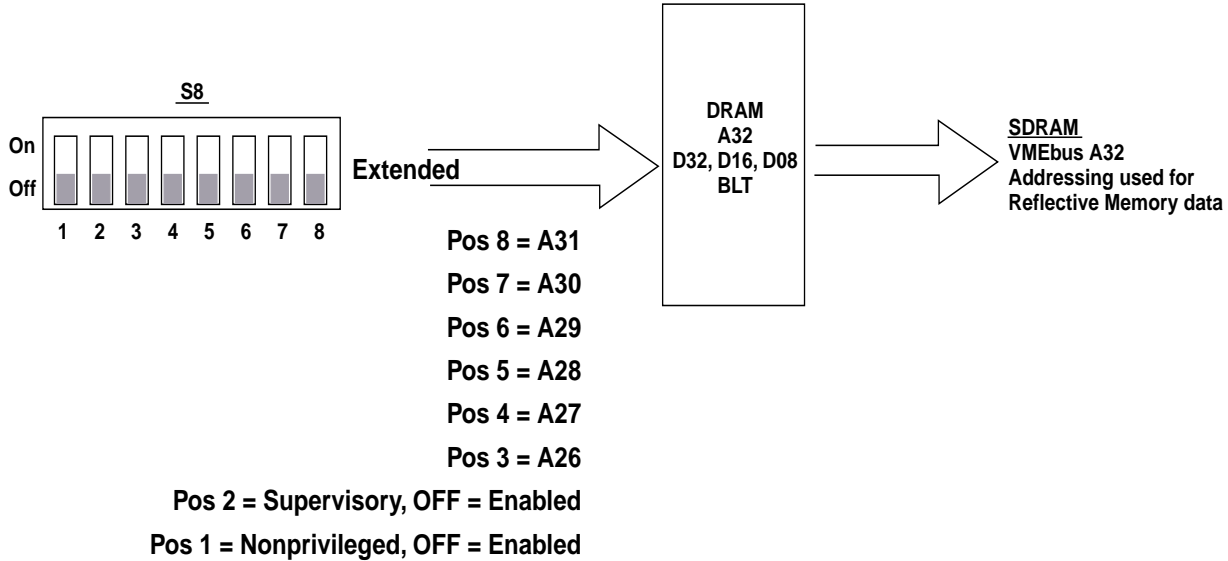 S8
On
Off
1 2 3 4 5 6 7 8
Extended
DRAM
A32
D32, D16, D08
BLT
SDRAM
VMEbus A32
Addressing used for
Reflective Memory data
Pos 8 = A31
Pos 7 = A30
Pos 6 = A29
Pos 5 = A28
Pos 4 = A27
Pos 3 = A26
Pos 2 = Supervisory, OFF = Enabled
Pos 1 = Nonprivileged, OFF = Enabled